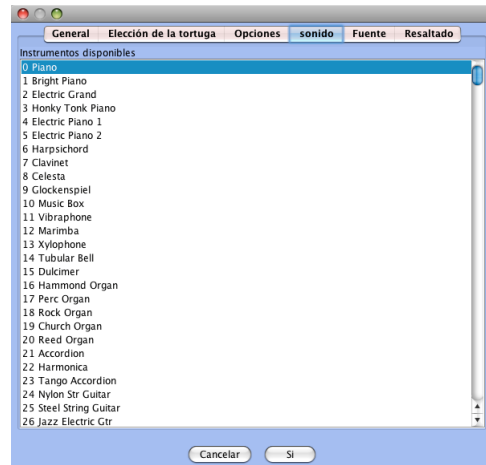 General Elección de la tortuga Opciones sonido Fuente Resaltado
Instrumentos disponibles
0 Piano
1 Bright Piano
2 Electric Grand
3 Honky Tonk Piano
4 Electric Piano 1
5 Electric Piano 2
6 Harpsichord
7 Clavinet
8 Celesta
9 Glockenspiel
10 Music Box
11 Vibraphone
12 Marimba
13 Xylophone
14 Tubular Bell
15 Dulcimer
16 Hammond Organ
17 Perc Organ
18 Rock Organ
19 Church Organ
20 Reed Organ
21 Accordion
22 Harmonica
23 Tango Accordion
24 Nylon Str Guitar
25 Steel String Guitar
26 Jazz Electric Gtr
Cancelar Si